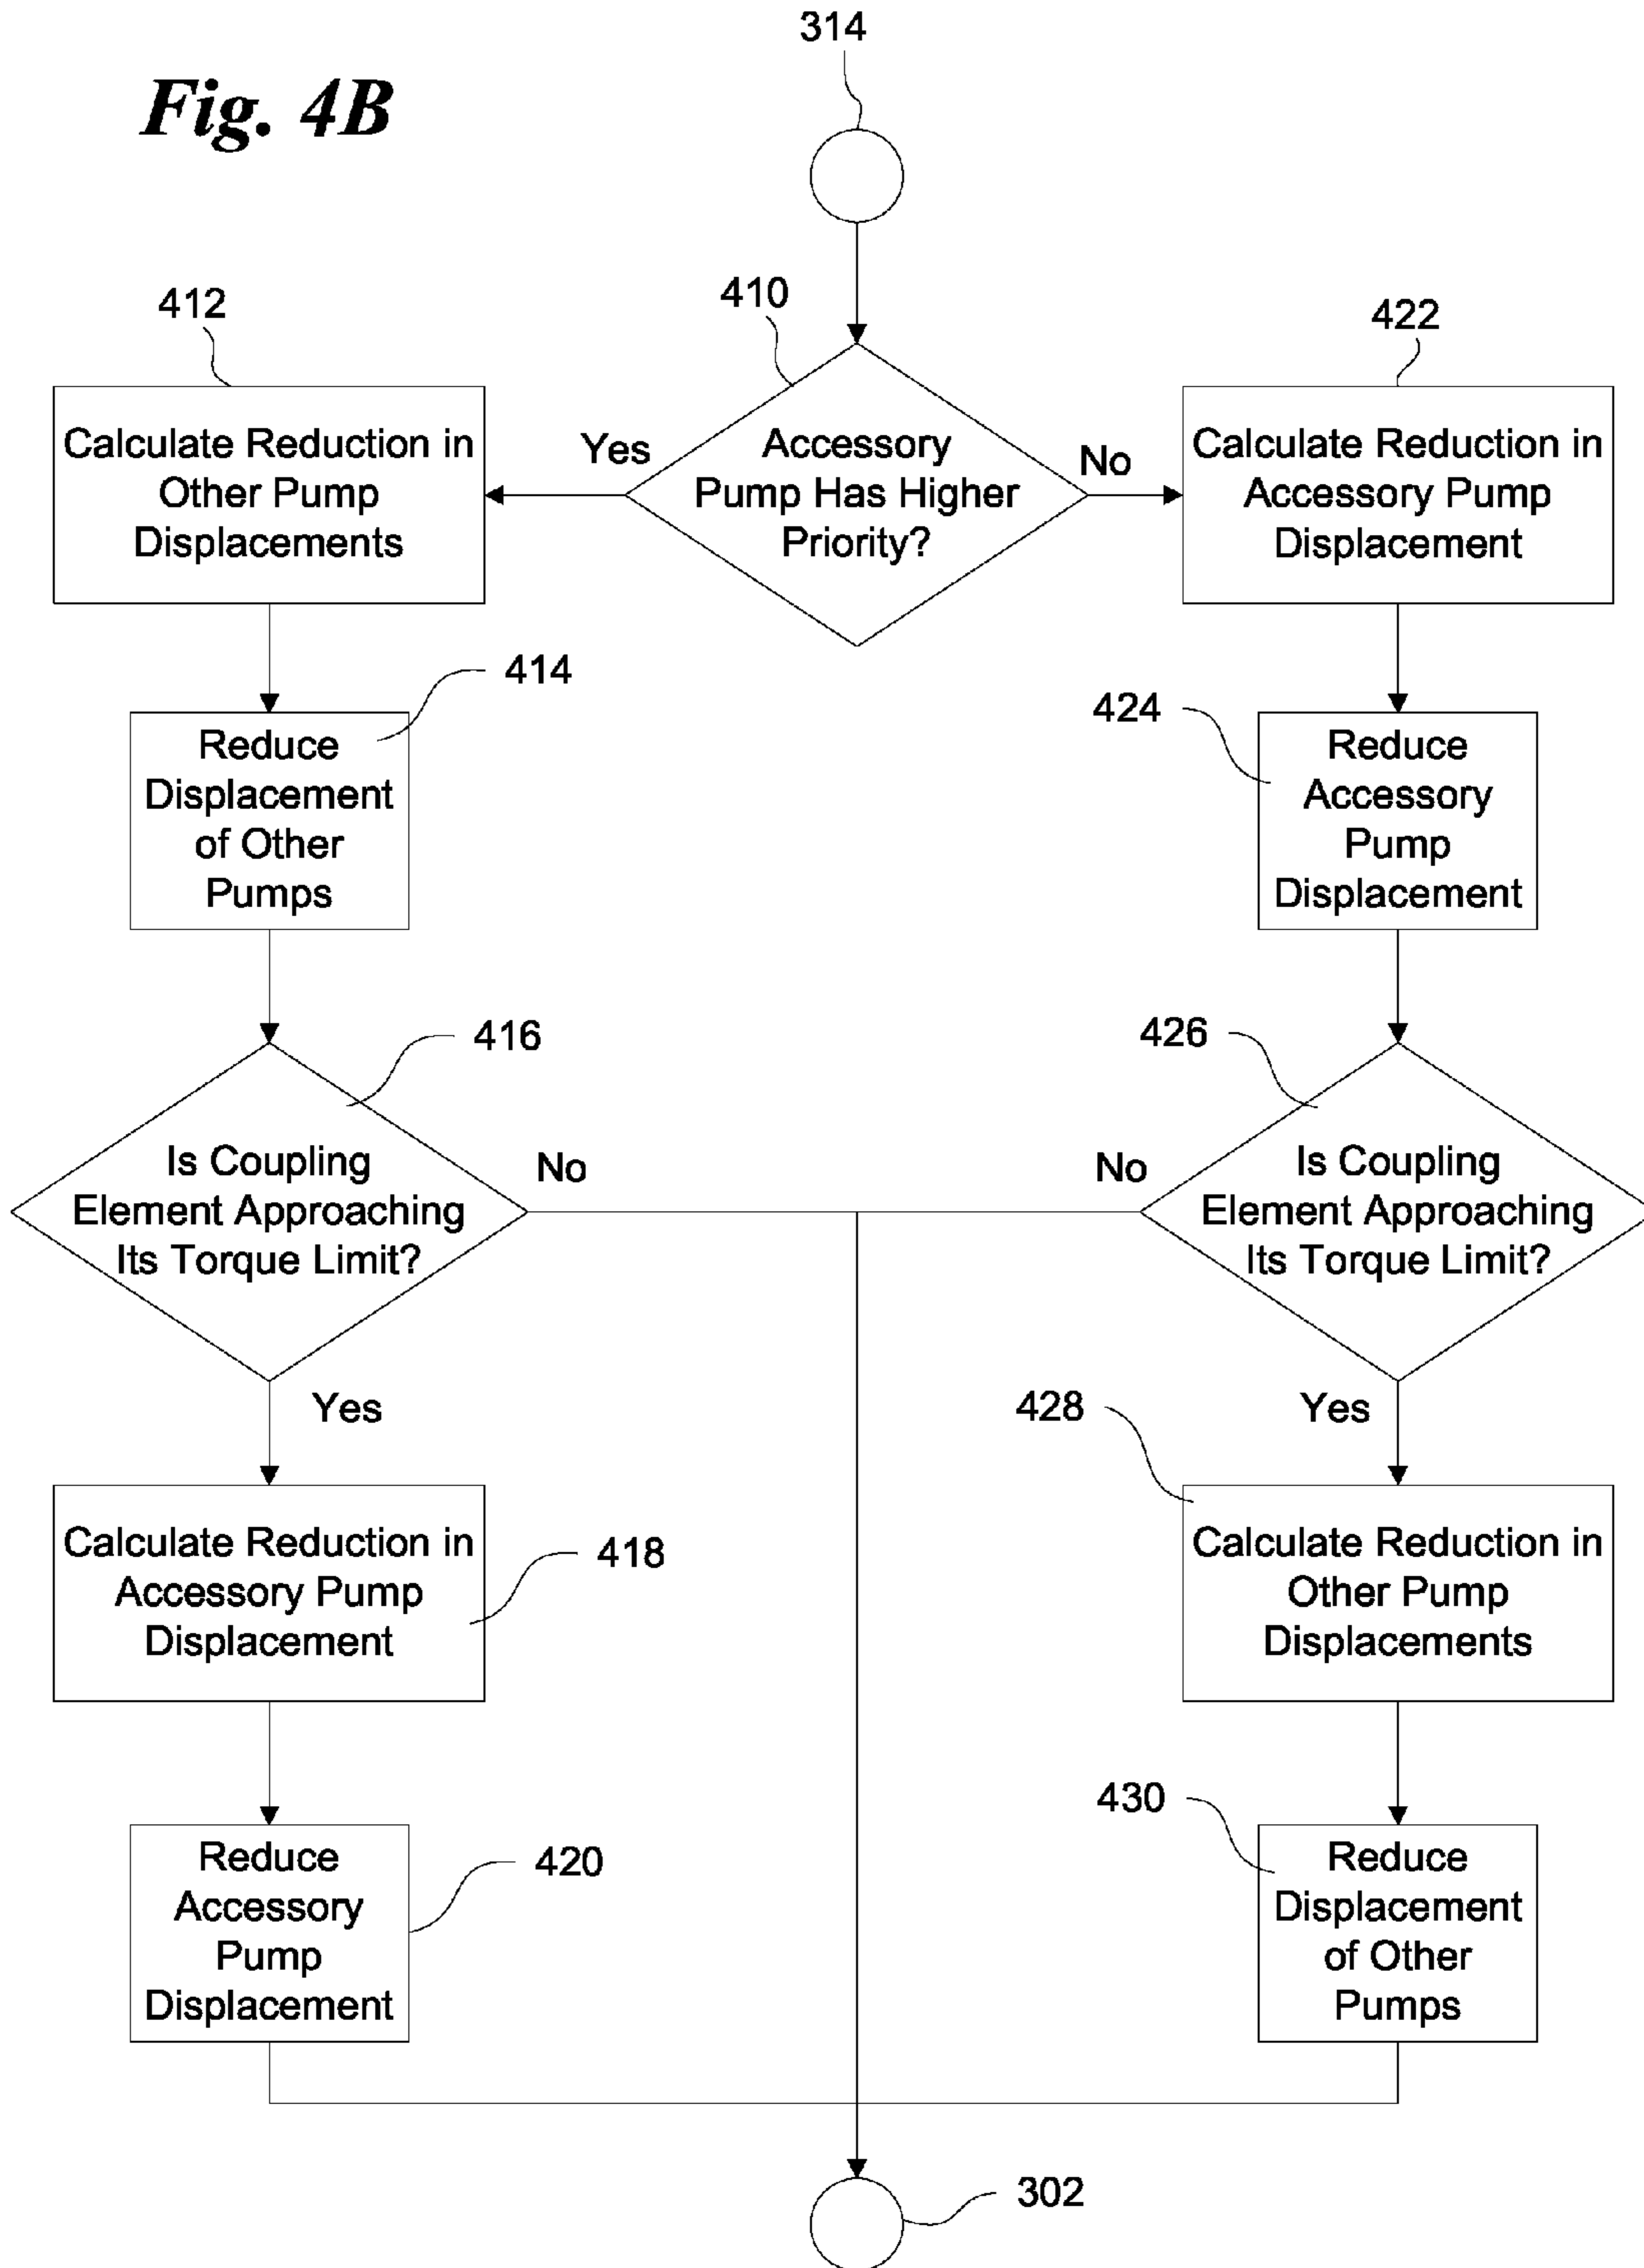 314
Fig. 4B
412
410
422
Calculate Reduction in
Other Pump
Displacements
Yes
Accessory
Pump Has Higher
Priority?
No
Calculate Reduction in
Accessory Pump
Displacement
414
Reduce
Displacement
of Other
Pumps
424
Reduce
Accessory
Pump
Displacement
416
426
Is Coupling
Element Approaching
Its Torque Limit?
No
No
Is Coupling
Element Approaching
Its Torque Limit?
Yes
428
Yes
Calculate Reduction in
Accessory Pump
Displacement
418
Calculate Reduction in
Other Pump
Displacements
Reduce
Accessory
Pump
Displacement
420
430
Reduce
Displacement
of Other
Pumps
302